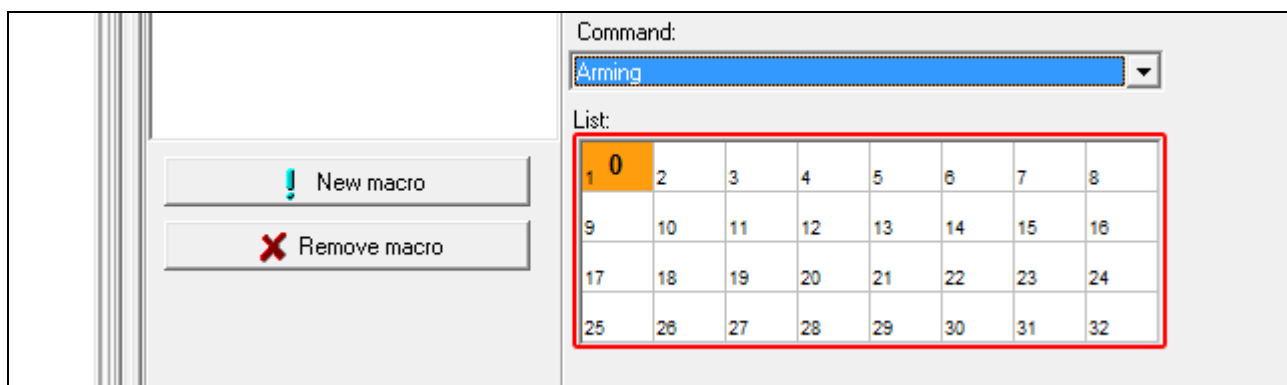 Command:
Arming
List:
New macro
Remove macro
1 0 2 3 4 5 6 7 8
9 10 11 12 13 14 15 16
17 18 19 20 21 22 23 24
25 26 27 28 29 30 31 32